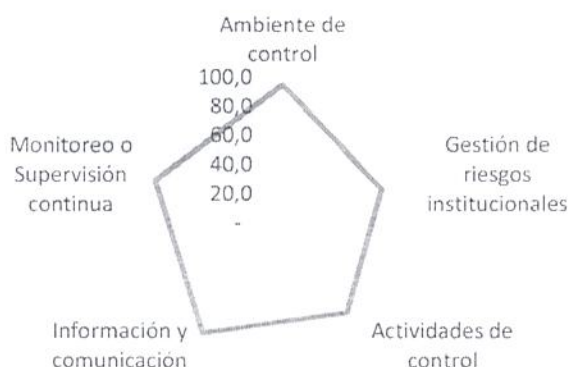 Ambiente de
control
100,0
80,0
60,0
40,0
20,0
-
Monitoreo o
Supervisión
continua
Gestión de
riesgos
institucionales
Información y
comunicación
Actividades de
control